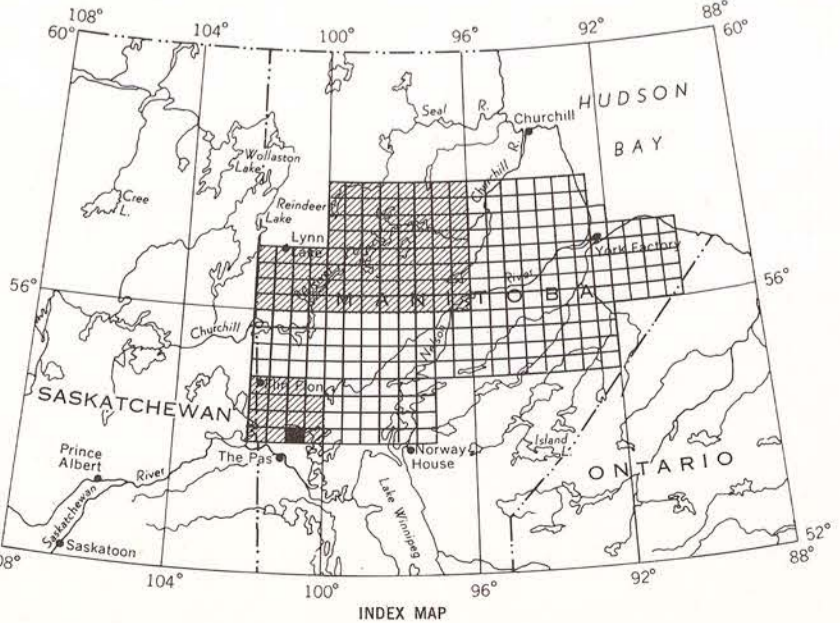 108°
104°
100°
96°
92°
88°
60°
60°
HUDSON
BAY
Seal R.
Churchill
Churchill R.
Wollaston
Lake
Cree
L.
Reindeer
Lake
Lynn
Lake
York Factory
River
56°
56°
MANITOBA
Churchill
Nelson
Flin Flon
SASKATCHEWAN
Prince
Albert
River
The Pas
Norway
House
Island
L.
ONTARIO
Saskatchewan
Saskatoon
Lake Winnipeg
52°
08°
104°
100°
96°
92°
88°
INDEX MAP